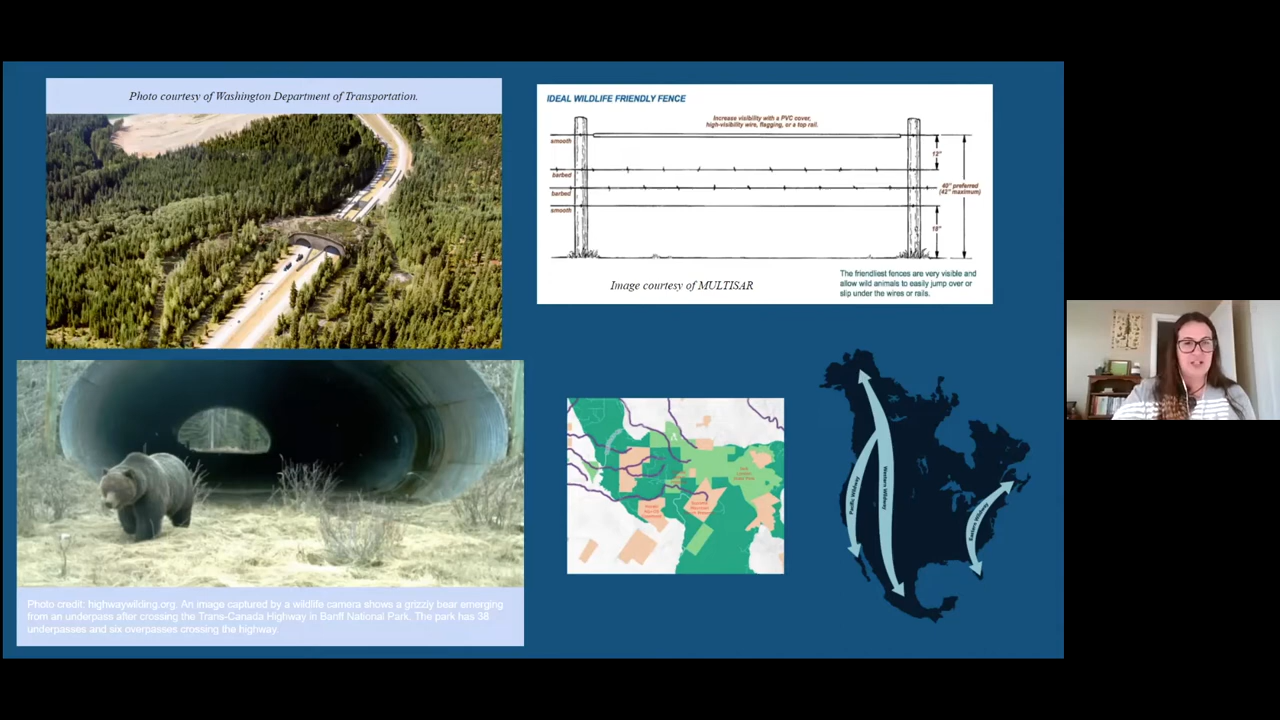 Photo courtesy of Washington Department of Transportation.
IDEAL WILDLIFE FRIENDLY FENCE
Increase visibility with a PVC cover,
high-visibility wire, flagging, or a top rail.
smooth
barbed
barbed
smooth
12"
40" preferred
(42" maximum)
18"
The friendliest fences are very visible and
allow wild animals to easily jump over or
slip under the wires or rails.
Image courtesy of MULTISAR
Photo credit: highwaywilding.org. An image captured by a wildlife camera shows a grizzly bear emerging
from an underpass after crossing the Trans-Canada Highway in Banff National Park. The park has 38
underpasses and six overpasses crossing the highway.
Pacific Wildway
Western Wildway
Eastern Wildway